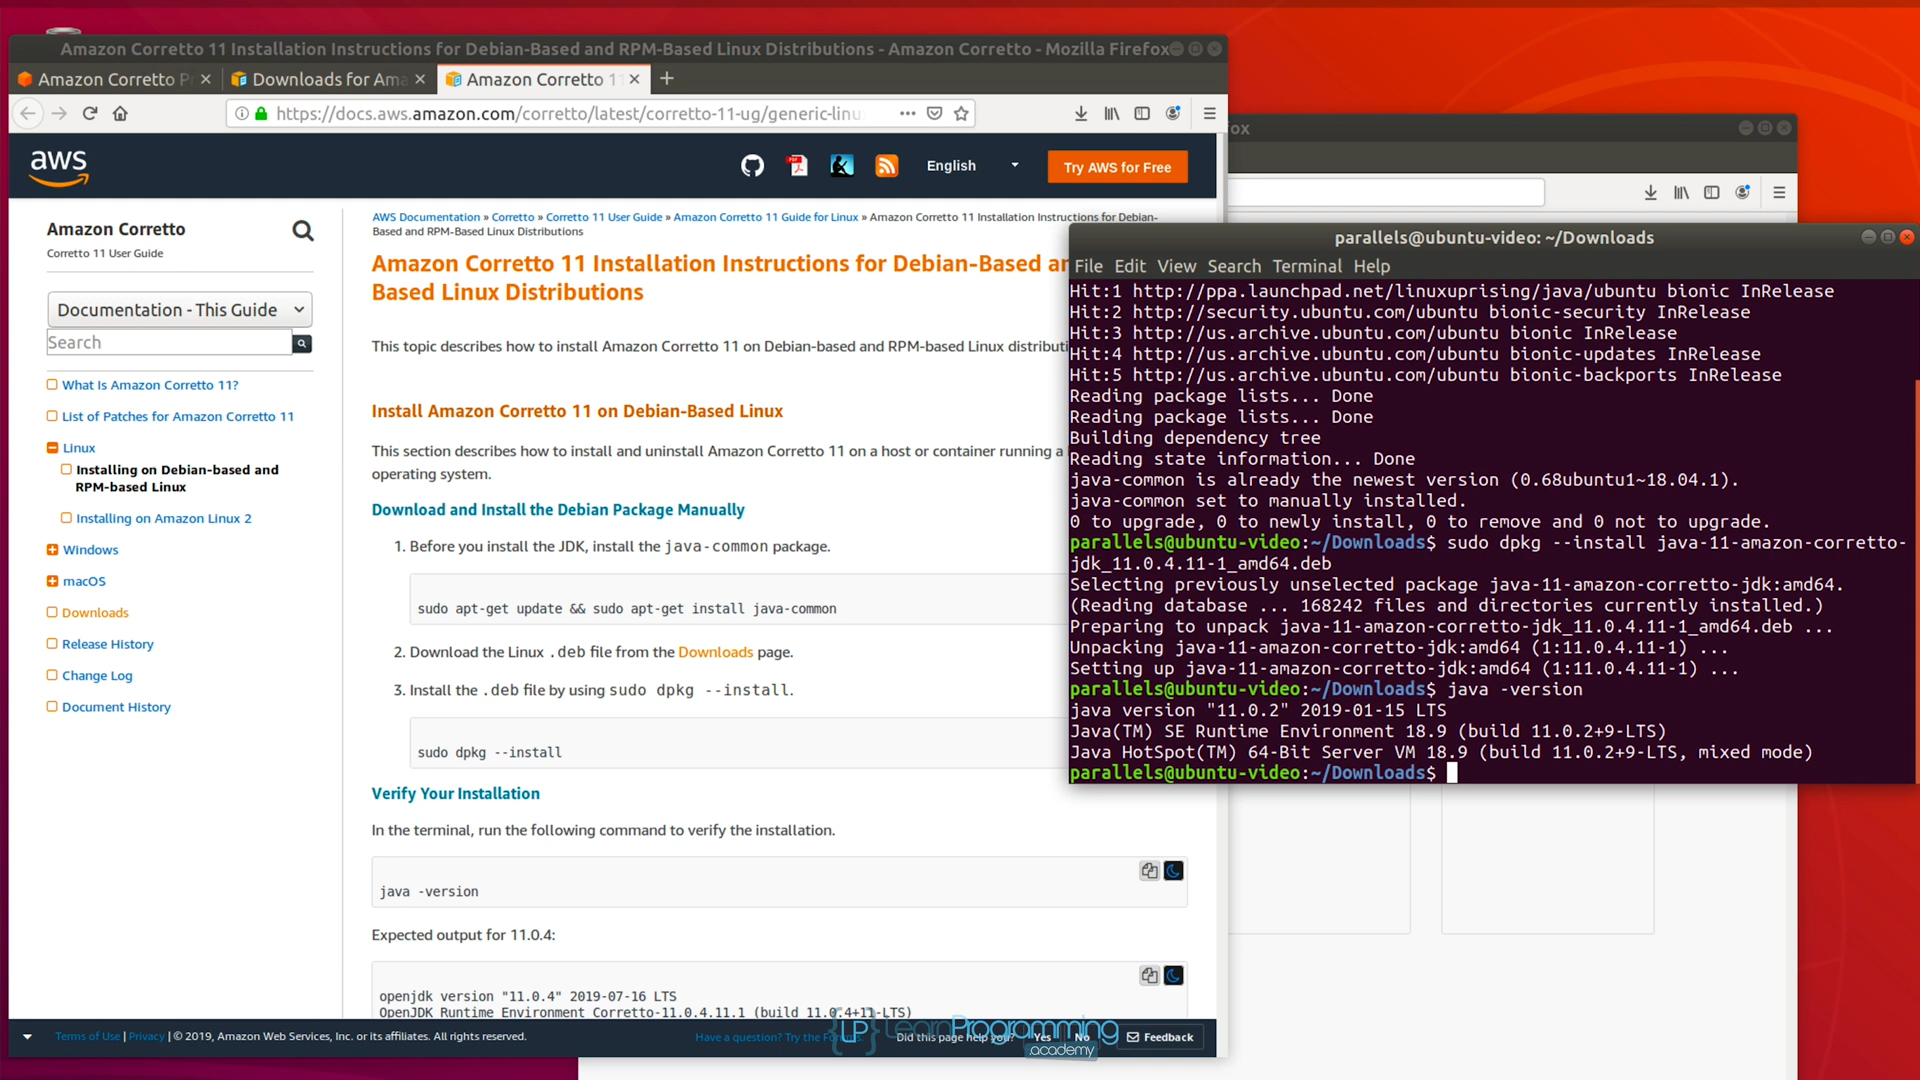 Amazon Corretto 11 Installation Instructions for Debian-Based and RPM-Based Linux Distributions - Amazon Corretto - Mozilla Firefox
Amazon Corretto P
Downloads for Ama
Amazon Corretto 1
https://docs.aws.amazon.com/corretto/latest/corretto-11-ug/generic-linu
fox
aws
English
Try AWS for Free
Amazon Corretto
Corretto 11 User Guide
Documentation - This Guide
Search
What Is Amazon Corretto 11?
List of Patches for Amazon Corretto 11
Linux
Installing on Debian-based and
RPM-based Linux
Installing on Amazon Linux 2
Windows
macOS
Downloads
Release History
Change Log
Document History
AWS Documentation » Corretto » Corretto 11 User Guide » Amazon Corretto 11 Guide for Linux » Amazon Corretto 11 Installation Instructions for Debian-
Based and RPM-Based Linux Distributions
Amazon Corretto 11 Installation Instructions for Debian-Based
Based Linux Distributions
This topic describes how to install Amazon Corretto 11 on Debian-based and RPM-based Linux distributi
Install Amazon Corretto 11 on Debian-Based Linux
This section describes how to install and uninstall Amazon Corretto 11 on a host or container running a
operating system.
Download and Install the Debian Package Manually
1. Before you install the JDK, install the java-common package.
sudo apt-get update && sudo apt-get install java-common
2. Download the Linux .deb file from the Downloads page.
3. Install the .deb file by using sudo dpkg --install.
sudo dpkg --install
Verify Your Installation
In the terminal, run the following command to verify the installation.
java -version
Expected output for 11.0.4:
openjdk version "11.0.4" 2019-07-16 LTS
OpenJDK Runtime Environment Corretto-11.0.4.11.1 (build 11.0.4+11-LTS)
Terms of Use | Privacy | © 2019, Amazon Web Services, Inc. or its affiliates. All rights reserved.
Have a question? Try the
Did this page help you?
Yes
No
Feedback
{LP} LearnProgramming
.academy
parallels@ubuntu-video: ~/Downloads
File Edit View Search Terminal Help
Hit:1 http://ppa.launchpad.net/linuxuprising/java/ubuntu bionic InRelease
Hit:2 http://security.ubuntu.com/ubuntu bionic-security InRelease
Hit:3 http://us.archive.ubuntu.com/ubuntu bionic InRelease
Hit:4 http://us.archive.ubuntu.com/ubuntu bionic-updates InRelease
Hit:5 http://us.archive.ubuntu.com/ubuntu bionic-backports InRelease
Reading package lists... Done
Reading package lists... Done
Building dependency tree
Reading state information... Done
java-common is already the newest version (0.68ubuntu1~18.04.1).
java-common set to manually installed.
0 to upgrade, 0 to newly install, 0 to remove and 0 not to upgrade.
parallels@ubuntu-video:~/Downloads$ sudo dpkg --install java-11-amazon-corretto-
jdk_11.0.4.11-1_amd64.deb
Selecting previously unselected package java-11-amazon-corretto-jdk:amd64.
(Reading database ... 168242 files and directories currently installed.)
Preparing to unpack java-11-amazon-corretto-jdk_11.0.4.11-1_amd64.deb ...
Unpacking java-11-amazon-corretto-jdk:amd64 (1:11.0.4.11-1) ...
Setting up java-11-amazon-corretto-jdk:amd64 (1:11.0.4.11-1) ...
parallels@ubuntu-video:~/Downloads$ java -version
java version "11.0.2" 2019-01-15 LTS
Java(TM) SE Runtime Environment 18.9 (build 11.0.2+9-LTS)
Java HotSpot(TM) 64-Bit Server VM 18.9 (build 11.0.2+9-LTS, mixed mode)
parallels@ubuntu-video:~/Downloads$